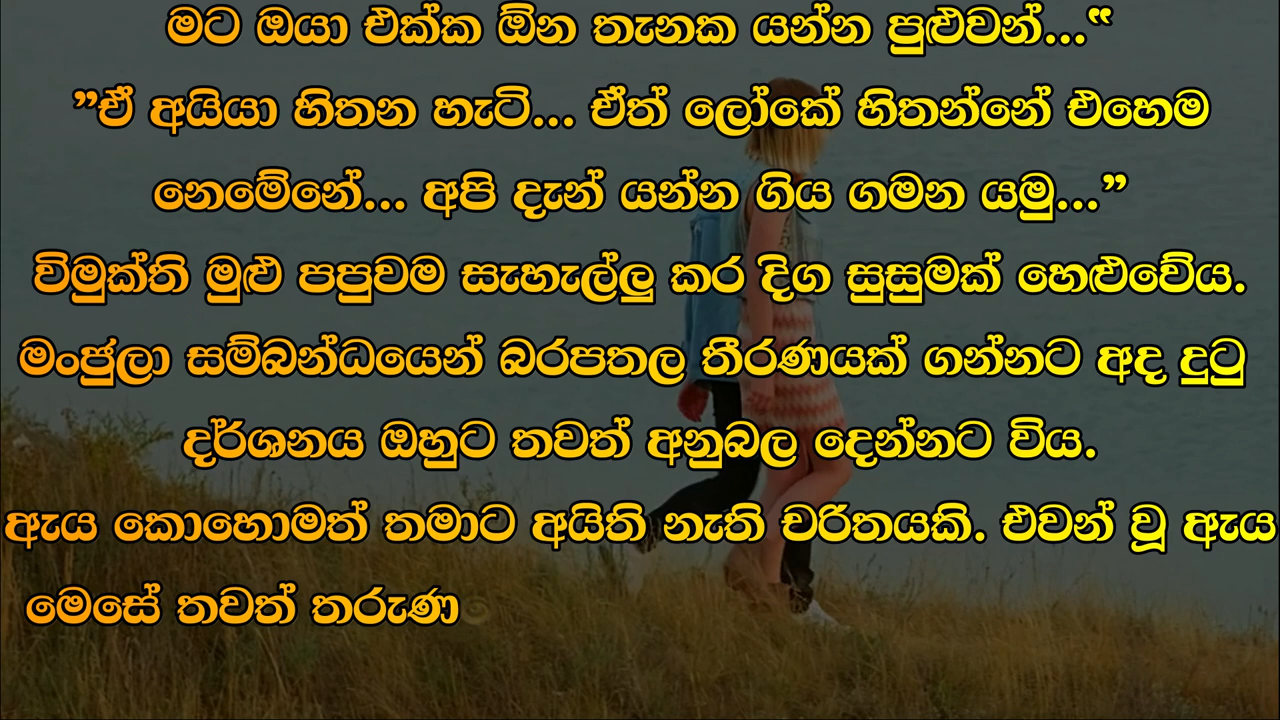 මට ඔයා එක්ක ඕන තැනක යන්න පුළුවන්...“
”ඒ අයියා හිතන හැටි... ඒත් ලෝකේ හිතන්නේ එහෙම
නෙමේනේ... අපි දැන් යන්න ගිය ගමන යමු...”
විමුක්ති මුළු පපුවම සැහැල්ලු කර දිග සුසුමක් හෙළුවේය.
මංජුලා සම්බන්ධයෙන් බරපතල තීරණයක් ගන්නට අද දුටු
දර්ශනය ඔහුට තවත් අනුබල දෙන්නට විය.
ඇය කොහොමත් තමාට අයිති නැති චරිතයකි. එවන් වූ ඇය
මෙසේ තවත් තරුණ